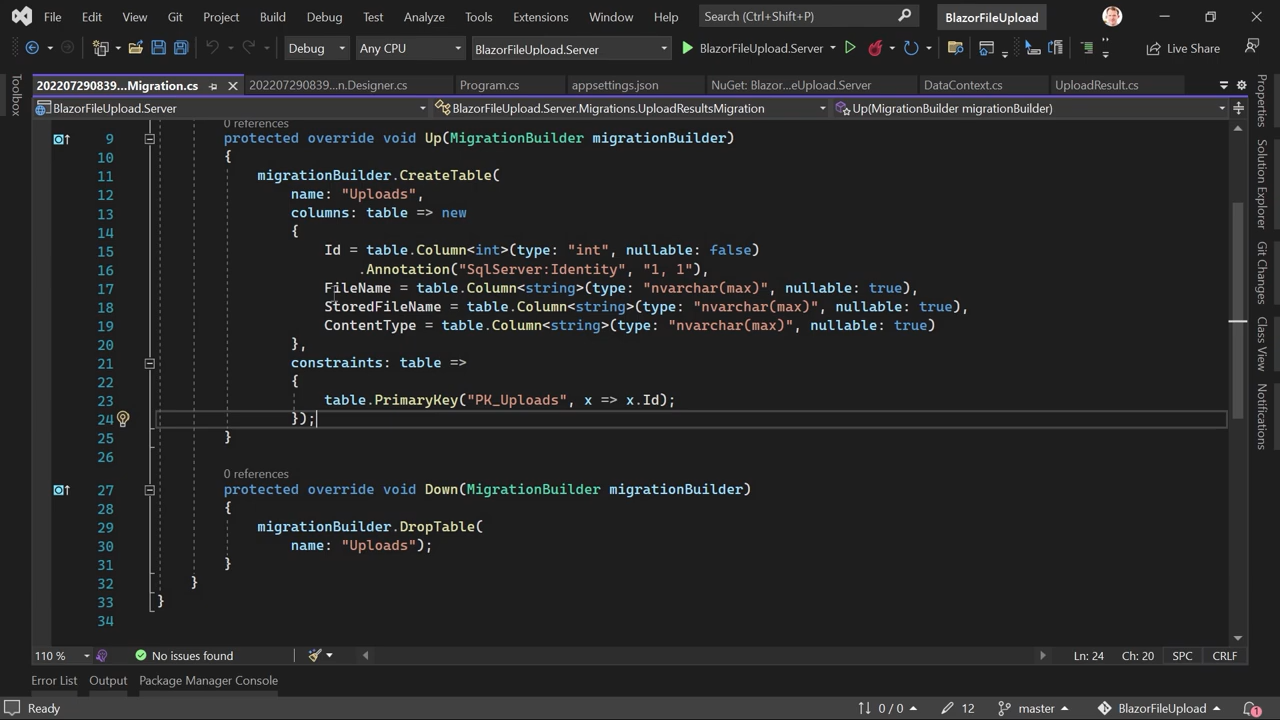 File Edit View Git Project Build Debug Test Analyze Tools Extensions Window Help Search (Ctrl+Shift+P) BlazorFileUpload
Debug Any CPU BlazorFileUpload.Server BlazorFileUpload.Server Live Share
202207290839...Migration.cs 202207290839...n.Designer.cs Program.cs appsettings.json NuGet: Blazor...eUpload.Server DataContext.cs UploadResult.cs
BlazorFileUpload.Server BlazorFileUpload.Server.Migrations.UploadResultsMigration Up(MigrationBuilder migrationBuilder)
Toolbox
0 references
9 protected override void Up(MigrationBuilder migrationBuilder)
10 {
11 migrationBuilder.CreateTable(
12 name: "Uploads",
13 columns: table => new
14 {
15 Id = table.Column<int>(type: "int", nullable: false)
16 .Annotation("SqlServer:Identity", "1, 1"),
17 FileName = table.Column<string>(type: "nvarchar(max)", nullable: true),
18 StoredFileName = table.Column<string>(type: "nvarchar(max)", nullable: true),
19 ContentType = table.Column<string>(type: "nvarchar(max)", nullable: true)
20 },
21 constraints: table =>
22 {
23 table.PrimaryKey("PK_Uploads", x => x.Id);
24 });
25 }
26
0 references
27 protected override void Down(MigrationBuilder migrationBuilder)
28 {
29 migrationBuilder.DropTable(
30 name: "Uploads");
31 }
32 }
33 }
34
Properties
Solution Explorer
Git Changes
Class View
Notifications
110 % No issues found Ln: 24 Ch: 20 SPC CRLF
Error List Output Package Manager Console
Ready 0 / 0 12 master BlazorFileUpload 1